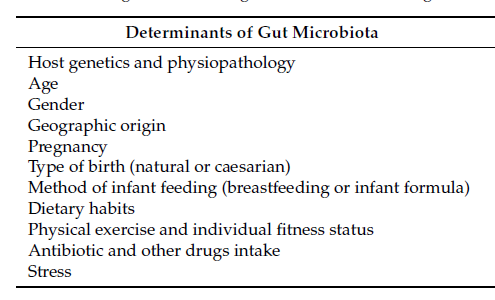 Determinants of Gut Microbiota
Host genetics and physiopathology
Age
Gender
Geographic origin
Pregnancy
Type of birth (natural or caesarian)
Method of infant feeding (breastfeeding or infant formula)
Dietary habits
Physical exercise and individual fitness status
Antibiotic and other drugs intake
Stress